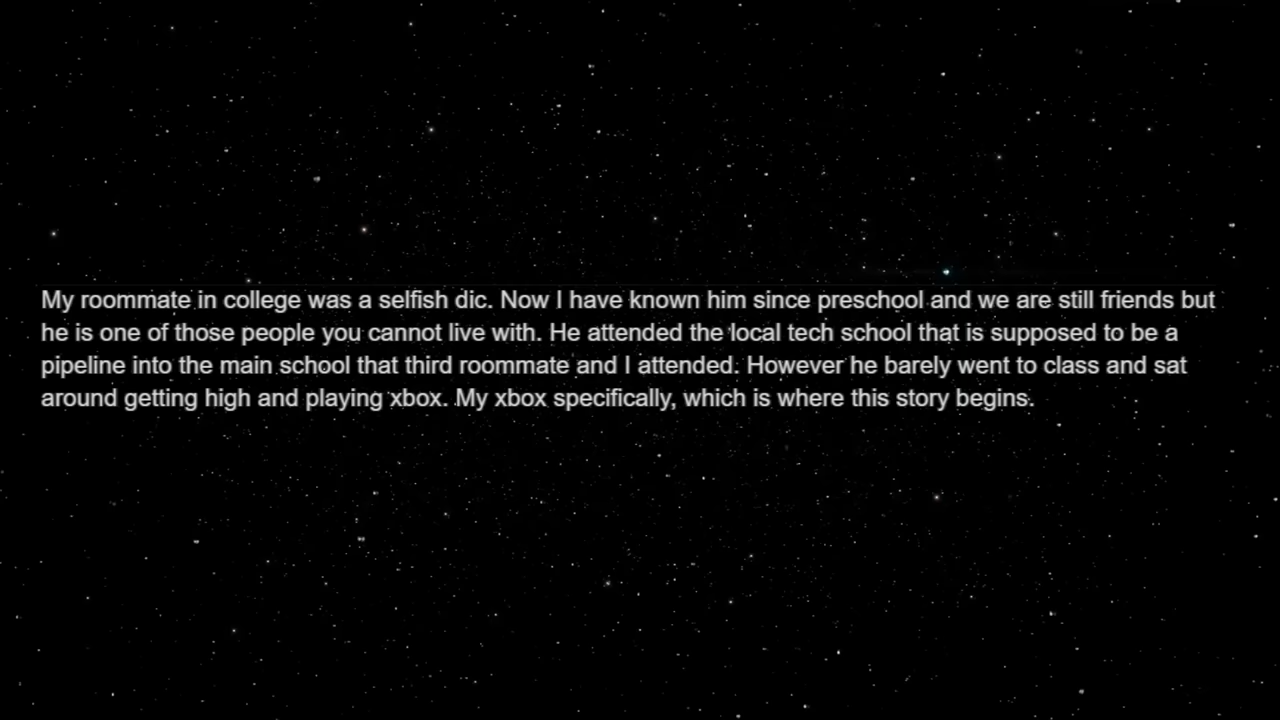 My roommate in college was a selfish dic. Now I have known him since preschool and we are still friends but
he is one of those people you cannot live with. He attended the local tech school that is supposed to be a
pipeline into the main school that third roommate and I attended. However he barely went to class and sat
around getting high and playing xbox. My xbox specifically, which is where this story begins.